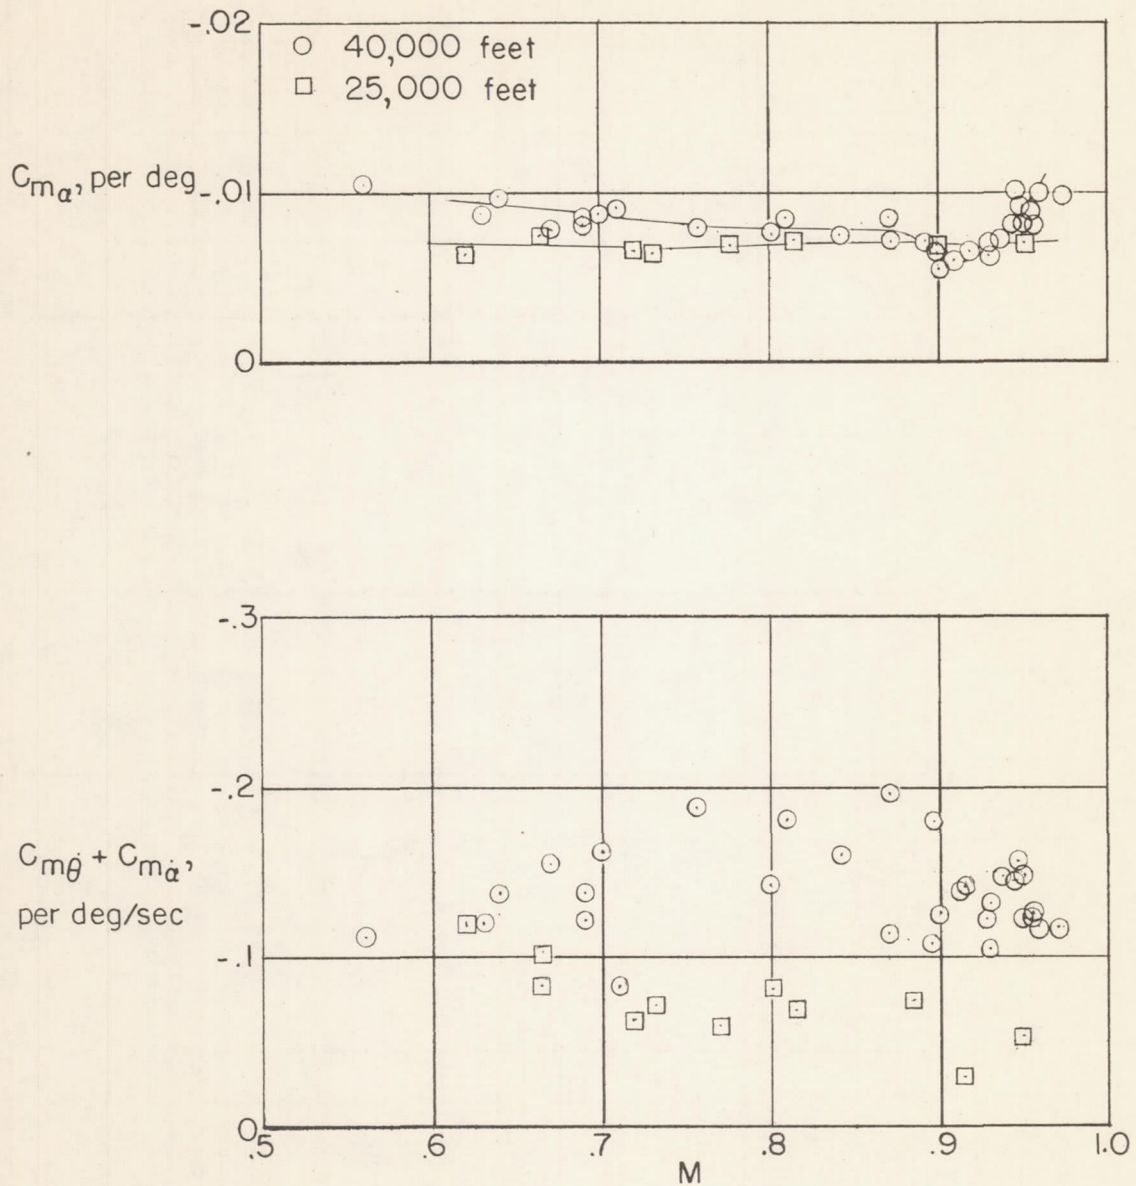 -.02
○ 40,000 feet
□ 25,000 feet
Cmα, per deg
-.01
0
-.3
-.2
Cmθ̇ + Cmα̇,
per deg/sec
-.1
0
.5 .6 .7 .8 .9 1.0
M